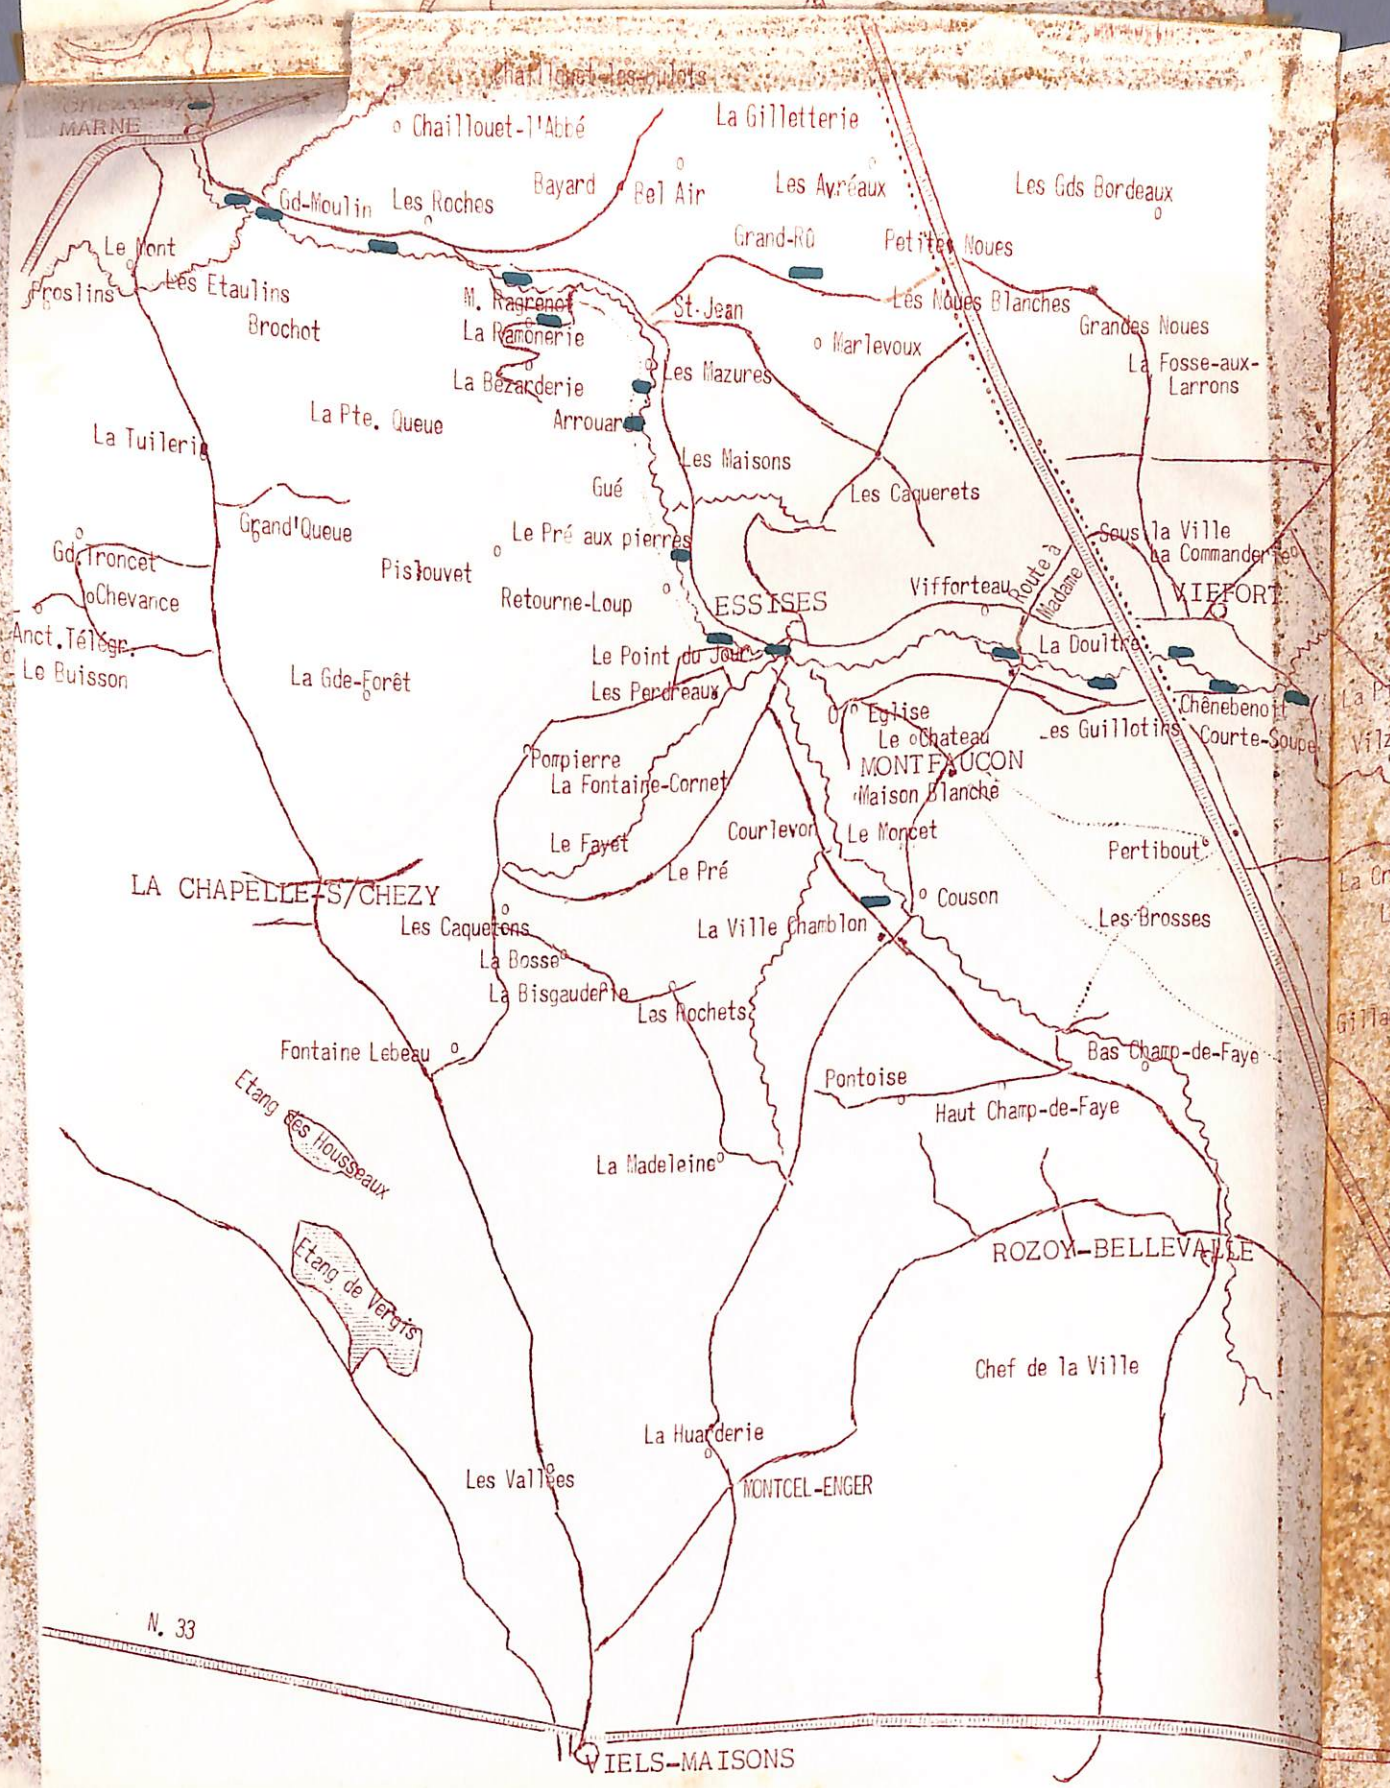 Chaillouet-les-Hulots
MARNE
Chaillouet-l'Abbé
La Gilletterie
Bayard
Bel Air
Les Avréaux
Les Gds Bordeaux
Gd-Moulin
Les Roches
Grand-Rû
Petites Noues
Le Mont
Proslins
Les Etaulins
Brochot
M. Ragrenot
La Ramonerie
St-Jean
Les Noues Blanches
Marlevoux
Grandes Noues
La Fosse-aux-
Larrons
La Bézarderie
Les Mazures
La Pte. Queue
Arrouard
La Tuilerie
Les Maisons
Gué
Les Caquerets
Grand'Queue
Le Pré aux pierres
Sous la Ville
La Commanderie
Gd.Troncet
Pislouvet
Route à
Madame
Vifforteau
VIFFORT
Chevance
Retourne-Loup
ESSISES
Anct.Télégr.
Le Buisson
La Gde-Forêt
Le Point du Jour
Les Perdreaux
La Doultre
Eglise
Le Chateau
Les Guillotins
Chênebenoit
Courte-Soupe
Pompierre
La Fontaine-Cornet
MONTFAUCON
Maison Blanche
Le Fayet
Courlevon
Le Moncet
Pertibout
LA CHAPELLE-S/CHEZY
Le Pré
Couson
Les Caquetons
La Ville Chamblon
Les Brosses
La Bosse
La Bisgauderie
Les Rochets
Fontaine Lebeau
Bas Champ-de-Faye
Pontoise
Haut Champ-de-Faye
Etang des Housseaux
La Madeleine
ROZOY-BELLEVALLE
Etang de Vergis
Chef de la Ville
La Huarderie
Les Vallées
MONTCEL-ENGER
N. 33
VIELS-MAISONS